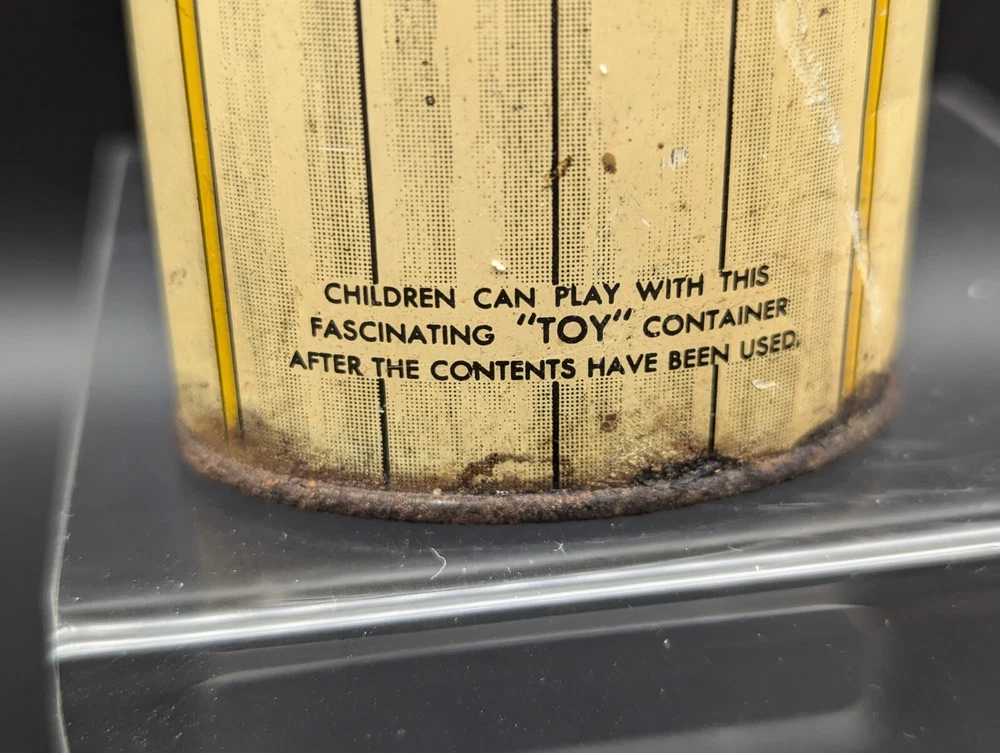 CHILDREN CAN PLAY WITH THIS
FASCINATING "TOY" CONTAINER
AFTER THE CONTENTS HAVE BEEN USED.